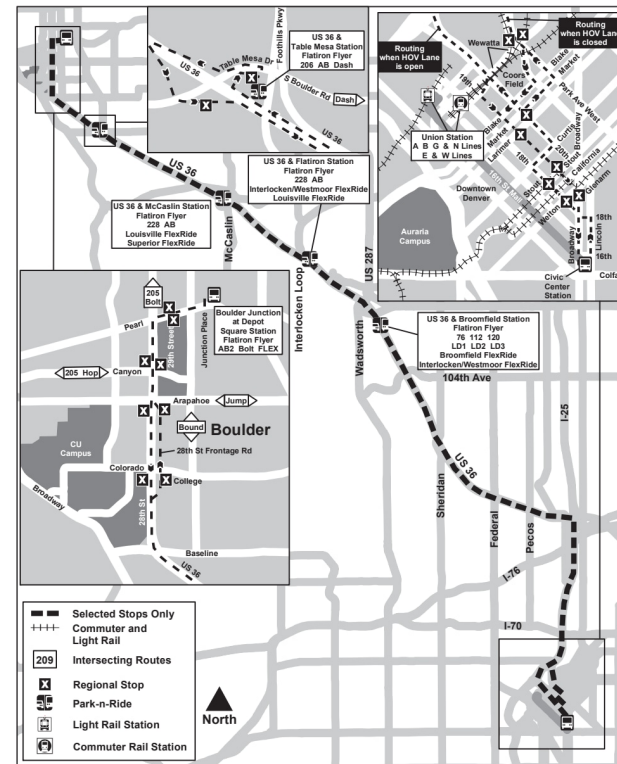 US 36 &
Table Mesa Station
Flatiron Flyer
206 AB Dash
Foothills Pkwy
Table Mesa Dr
US 36
S Boulder Rd
Dash
US 36
Routing
when HOV Lane
is open
Routing
when HOV Lane
is closed
Wewatta
Coors
Field
Blake
Market
Park Ave West
19th
Union Station
A B G & N Lines
E & W Lines
Blake
Market
Larimer
18th
Curtis
20th
Broadway
Stout
California
Glenarm
Stout
Welton
16th St Mall
Downtown
Denver
Auraria
Campus
Broadway
Lincoln
18th
16th
Civic
Center
Station
Colfa
US 36
US 36 & Flatiron Station
Flatiron Flyer
228 AB
Interlocken/Westmoor FlexRide
Louisville FlexRide
US 36 & McCaslin Station
Flatiron Flyer
228 AB
Louisville FlexRide
Superior FlexRide
McCaslin
Interlocken Loop
US 287
Wadsworth
US 36 & Broomfield Station
Flatiron Flyer
76 112 120
LD1 LD2 LD3
Broomfield FlexRide
Interlocken/Westmoor FlexRide
104th Ave
I-25
US 36
Sheridan
Federal
Pecos
I-76
I-70
205
Bolt
Pearl
29th Street
Junction Place
Boulder Junction
at Depot
Square Station
Flatiron Flyer
AB2 Bolt FLEX
205 Hop
Canyon
Arapahoe
Jump
Bound
Boulder
28th St Frontage Rd
CU
Campus
Colorado
College
Broadway
28th St
Baseline
US 36
Selected Stops Only
Commuter and
Light Rail
209
Intersecting Routes
Regional Stop
Park-n-Ride
Light Rail Station
Commuter Rail Station
North